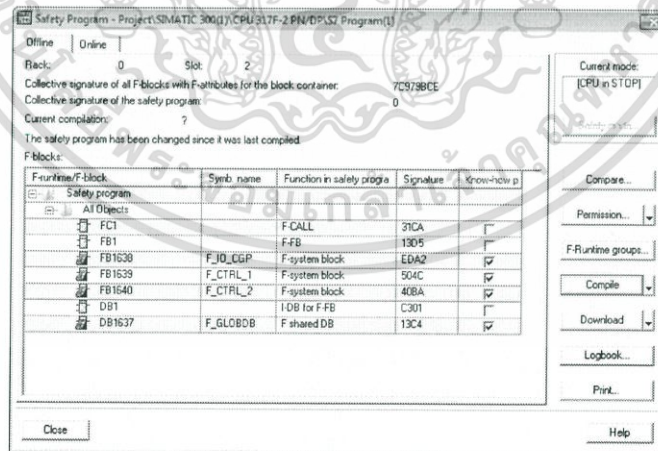 Safety Program - Project\SIMATIC 300(1)\CPU 317F-2 PN/DP\S7 Program(1)
Offline Online
Rack: 0 Slot: 2
Collective signature of all F-blocks with F-attributes for the block container: 7C979BCE
Collective signature of the safety program: 0
Current compilation: ?
The safety program has been changed since it was last compiled.
F-blocks:
F-runtime/F-block Symb. name Function in safety progra Signature Know-how p
Safety program
All Objects
FC1 F-CALL 31CA
FB1 F-FB 13D5
FB1638 F_IO_CGP F-system block EDA2
FB1639 F_CTRL_1 F-system block 504C
FB1640 F_CTRL_2 F-system block 40BA
DB1 I-DB for F-FB C301
DB1637 F_GLOBDB F shared DB 13C4
Current mode:
[CPU in STOP]
Compare...
Permission...
F-Runtime groups...
Compile
Download
Logbook...
Print...
Close
Help